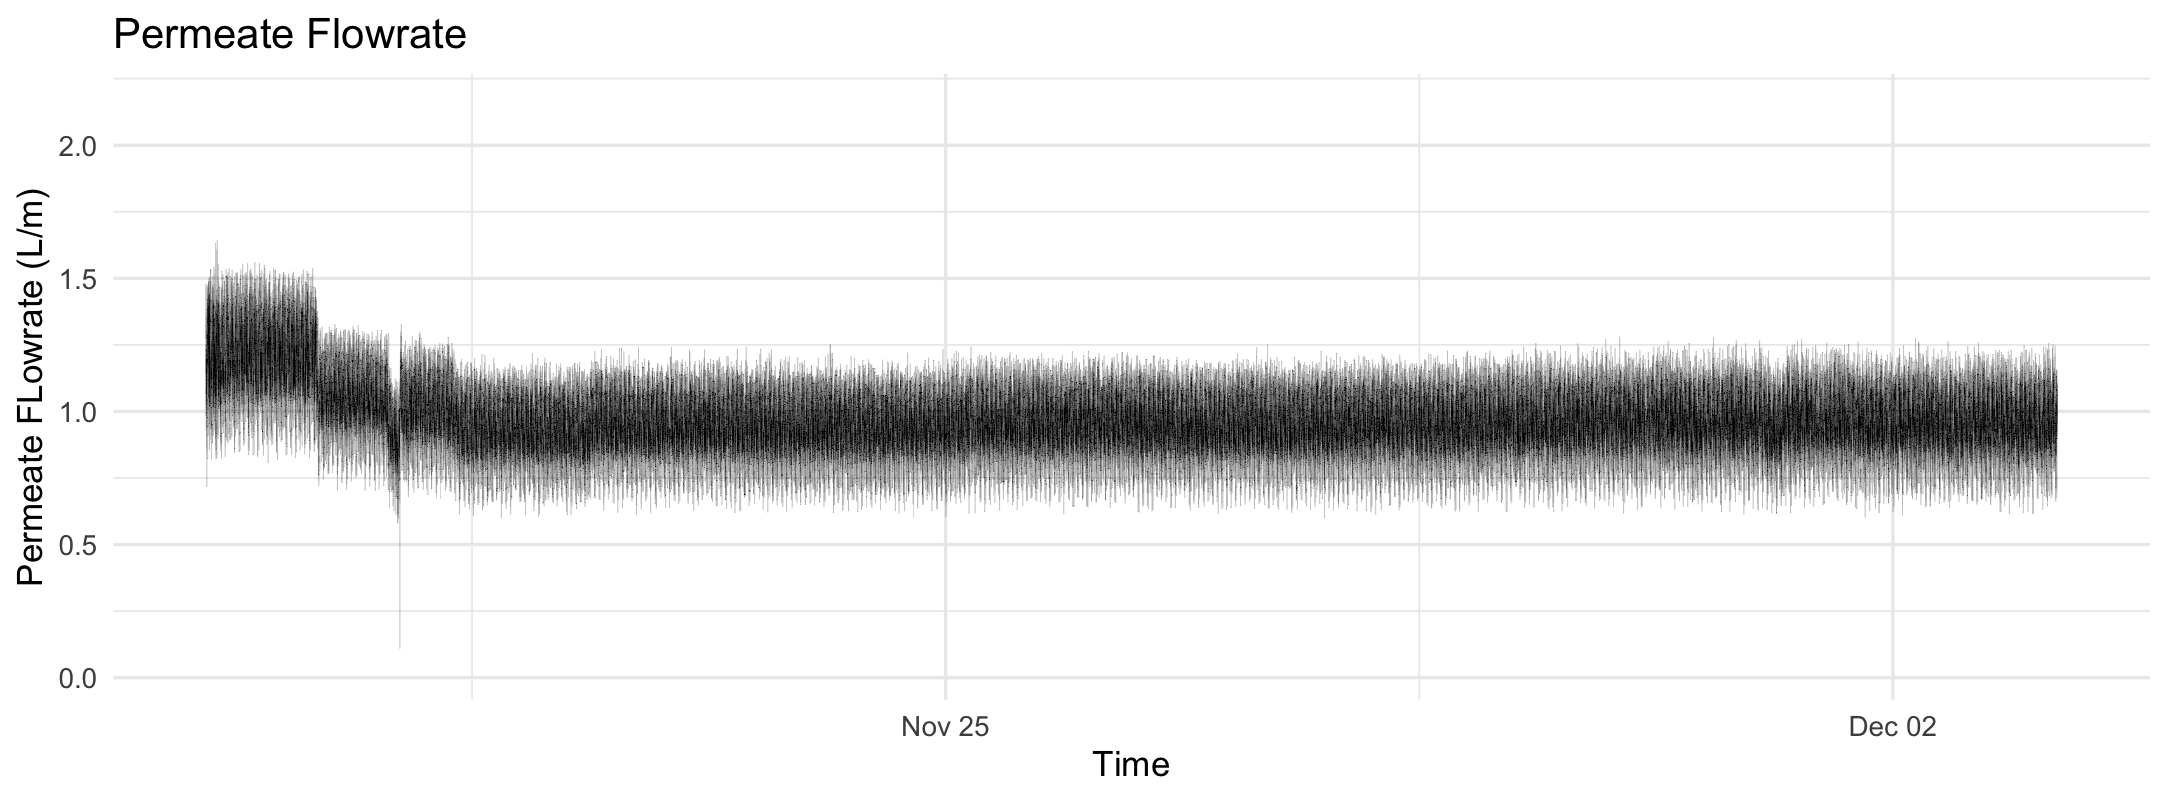 Permeate Flowrate
Permeate FLowrate (L/m)
2.0
1.5
1.0
0.5
0.0
Nov 25
Dec 02
Time